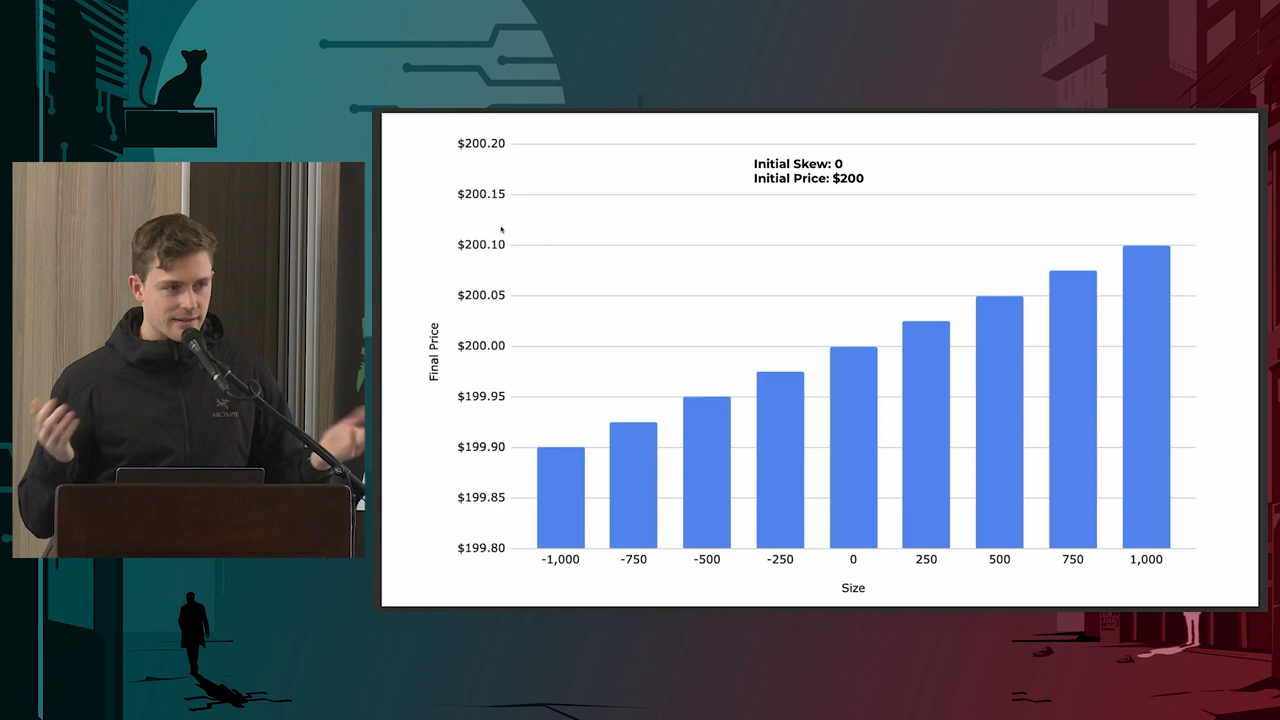 $200.20
Initial Skew: 0
Initial Price: $200
$200.15
$200.10
$200.05
$200.00
Final Price
$199.95
$199.90
$199.85
$199.80
-1,000 -750 -500 -250 0 250 500 750 1,000
Size
ARC'TERYX